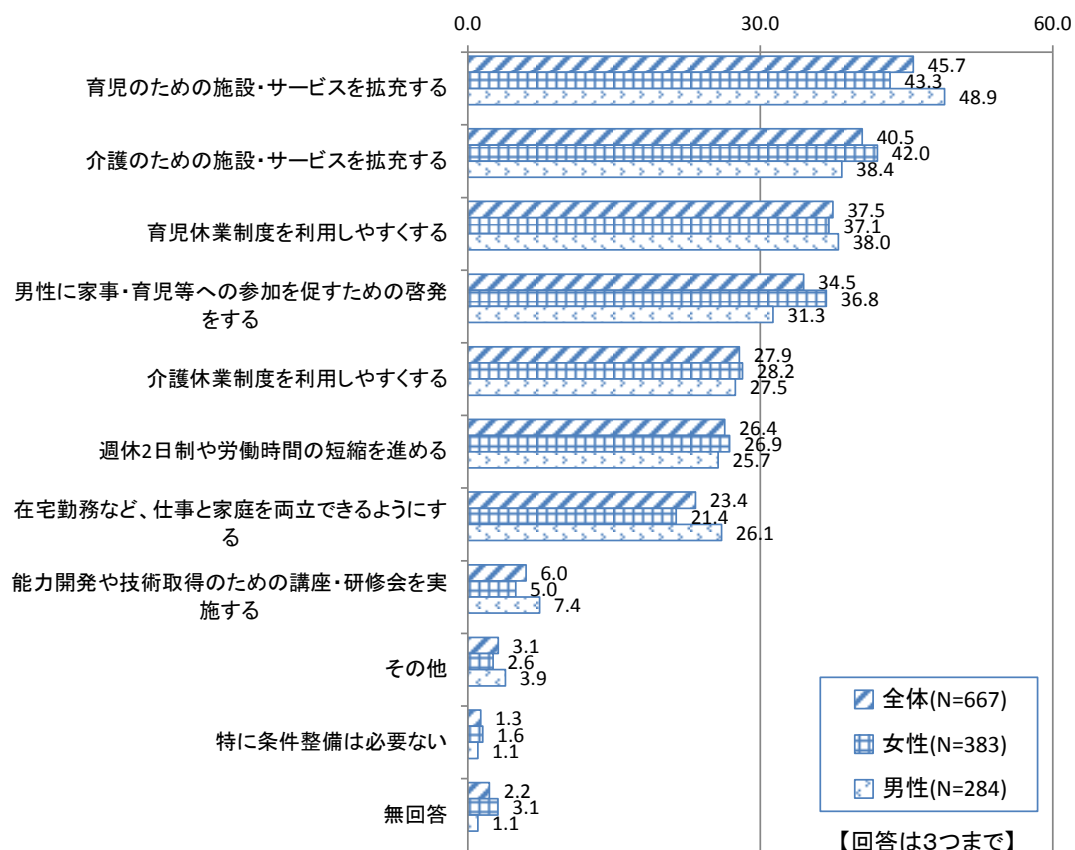 0.0 30.0 60.0
育児のための施設・サービスを拡充する
45.7
43.3
48.9
介護のための施設・サービスを拡充する
40.5
42.0
38.4
育児休業制度を利用しやすくする
37.5
37.1
38.0
男性に家事・育児等への参加を促すための啓発
をする
34.5
36.8
31.3
介護休業制度を利用しやすくする
27.9
28.2
27.5
週休2日制や労働時間の短縮を進める
26.4
26.9
25.7
在宅勤務など、仕事と家庭を両立できるようにす
る
23.4
21.4
26.1
能力開発や技術取得のための講座・研修会を実
施する
6.0
5.0
7.4
その他
3.1
2.6
3.9
特に条件整備は必要ない
1.3
1.6
1.1
無回答
2.2
3.1
1.1
全体(N=667)
女性(N=383)
男性(N=284)
【回答は3つまで】